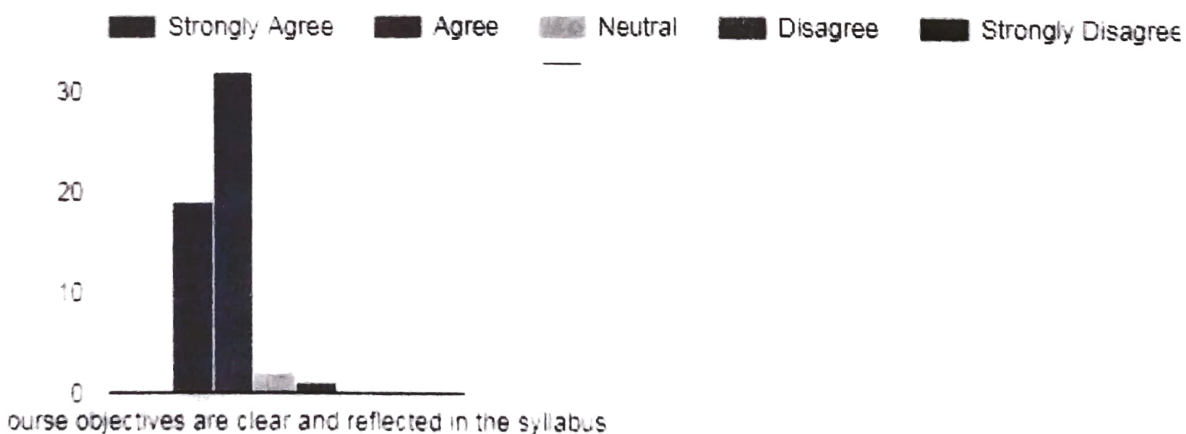 Strongly Agree Agree Neutral Disagree Strongly Disagree
30
20
10
0
ourse objectives are clear and reflected in the syllabus